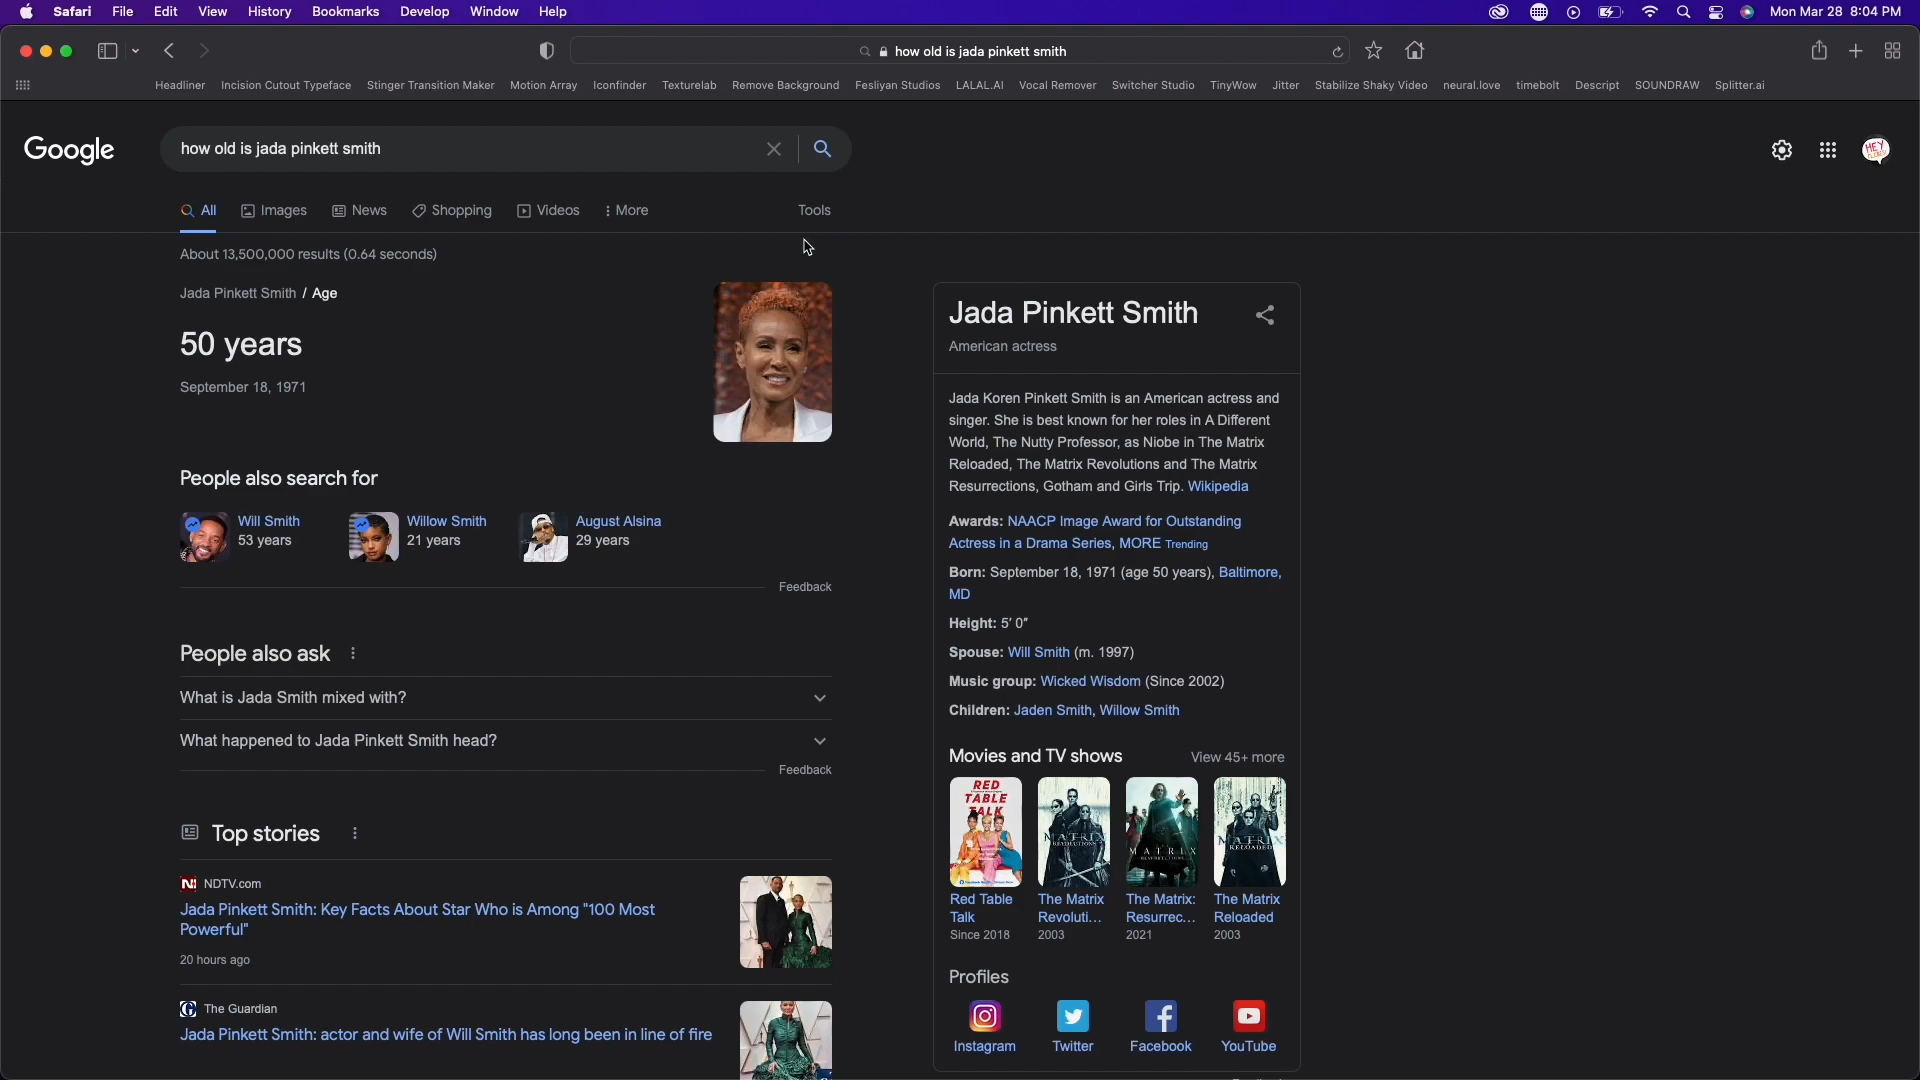 Safari File Edit View History Bookmarks Develop Window Help Mon Mar 28 8:04 PM
how old is jada pinkett smith
Headliner Incision Cutout Typeface Stinger Transition Maker Motion Array Iconfinder Texturelab Remove Background Fesliyan Studios LALAL.AI Vocal Remover Switcher Studio TinyWow Jitter Stabilize Shaky Video neural.love timebolt Descript SOUNDRAW Splitter.ai
Google
how old is jada pinkett smith
HEY
All Images News Shopping Videos More Tools
About 13,500,000 results (0.64 seconds)
Jada Pinkett Smith / Age
50 years
September 18, 1971
People also search for
Will Smith
53 years
Willow Smith
21 years
August Alsina
29 years
Feedback
People also ask
What is Jada Smith mixed with?
What happened to Jada Pinkett Smith head?
Feedback
Top stories
NDTV.com
Jada Pinkett Smith: Key Facts About Star Who is Among "100 Most
Powerful"
20 hours ago
The Guardian
Jada Pinkett Smith: actor and wife of Will Smith has long been in line of fire
Jada Pinkett Smith
American actress
Jada Koren Pinkett Smith is an American actress and
singer. She is best known for her roles in A Different
World, The Nutty Professor, as Niobe in The Matrix
Reloaded, The Matrix Revolutions and The Matrix
Resurrections, Gotham and Girls Trip. Wikipedia
Awards: NAACP Image Award for Outstanding
Actress in a Drama Series, MORE Trending
Born: September 18, 1971 (age 50 years), Baltimore,
MD
Height: 5′ 0″
Spouse: Will Smith (m. 1997)
Music group: Wicked Wisdom (Since 2002)
Children: Jaden Smith, Willow Smith
Movies and TV shows View 45+ more
RED
TABLE
TALK
MATRIX
REVOLUTIONS
MATRIX
RESURRECTIONS
MATRIX
RELOADED
Red Table
Talk
Since 2018
The Matrix
Revoluti...
2003
The Matrix:
Resurrec...
2021
The Matrix
Reloaded
2003
Profiles
Instagram Twitter Facebook YouTube